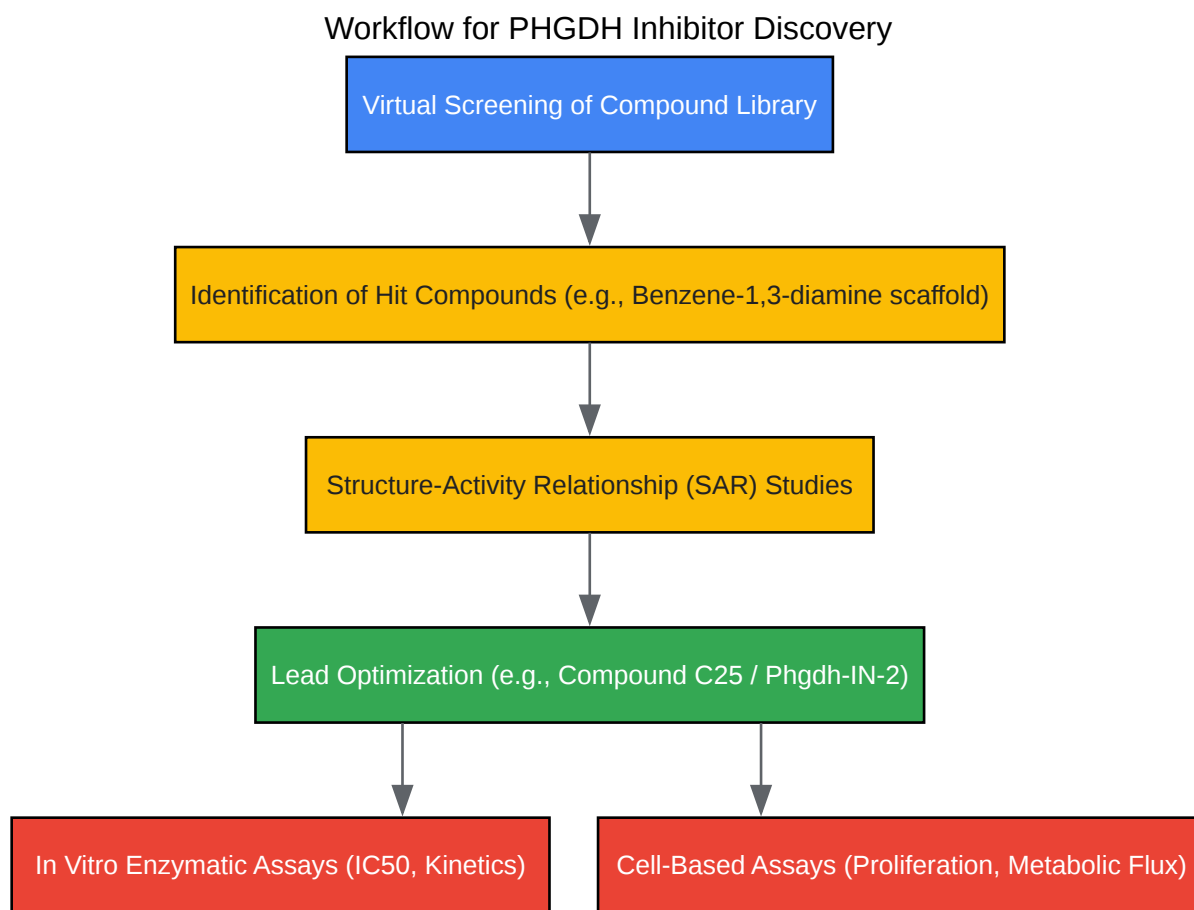 Workflow for PHGDH Inhibitor Discovery
Virtual Screening of Compound Library
Identification of Hit Compounds (e.g., Benzene-1,3-diamine scaffold)
Structure-Activity Relationship (SAR) Studies
Lead Optimization (e.g., Compound C25 / Phgdh-IN-2)
In Vitro Enzymatic Assays (IC50, Kinetics)
Cell-Based Assays (Proliferation, Metabolic Flux)